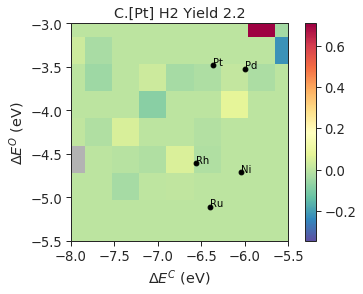 C.[Pt] H2 Yield 2.2
−3.0
−3.5
−4.0
−4.5
−5.0
−5.5
ΔE^O (eV)
Pt
Pd
Rh
Ni
Ru
−8.0 −7.5 −7.0 −6.5 −6.0 −5.5
ΔE^C (eV)
0.6
0.4
0.2
0.0
−0.2